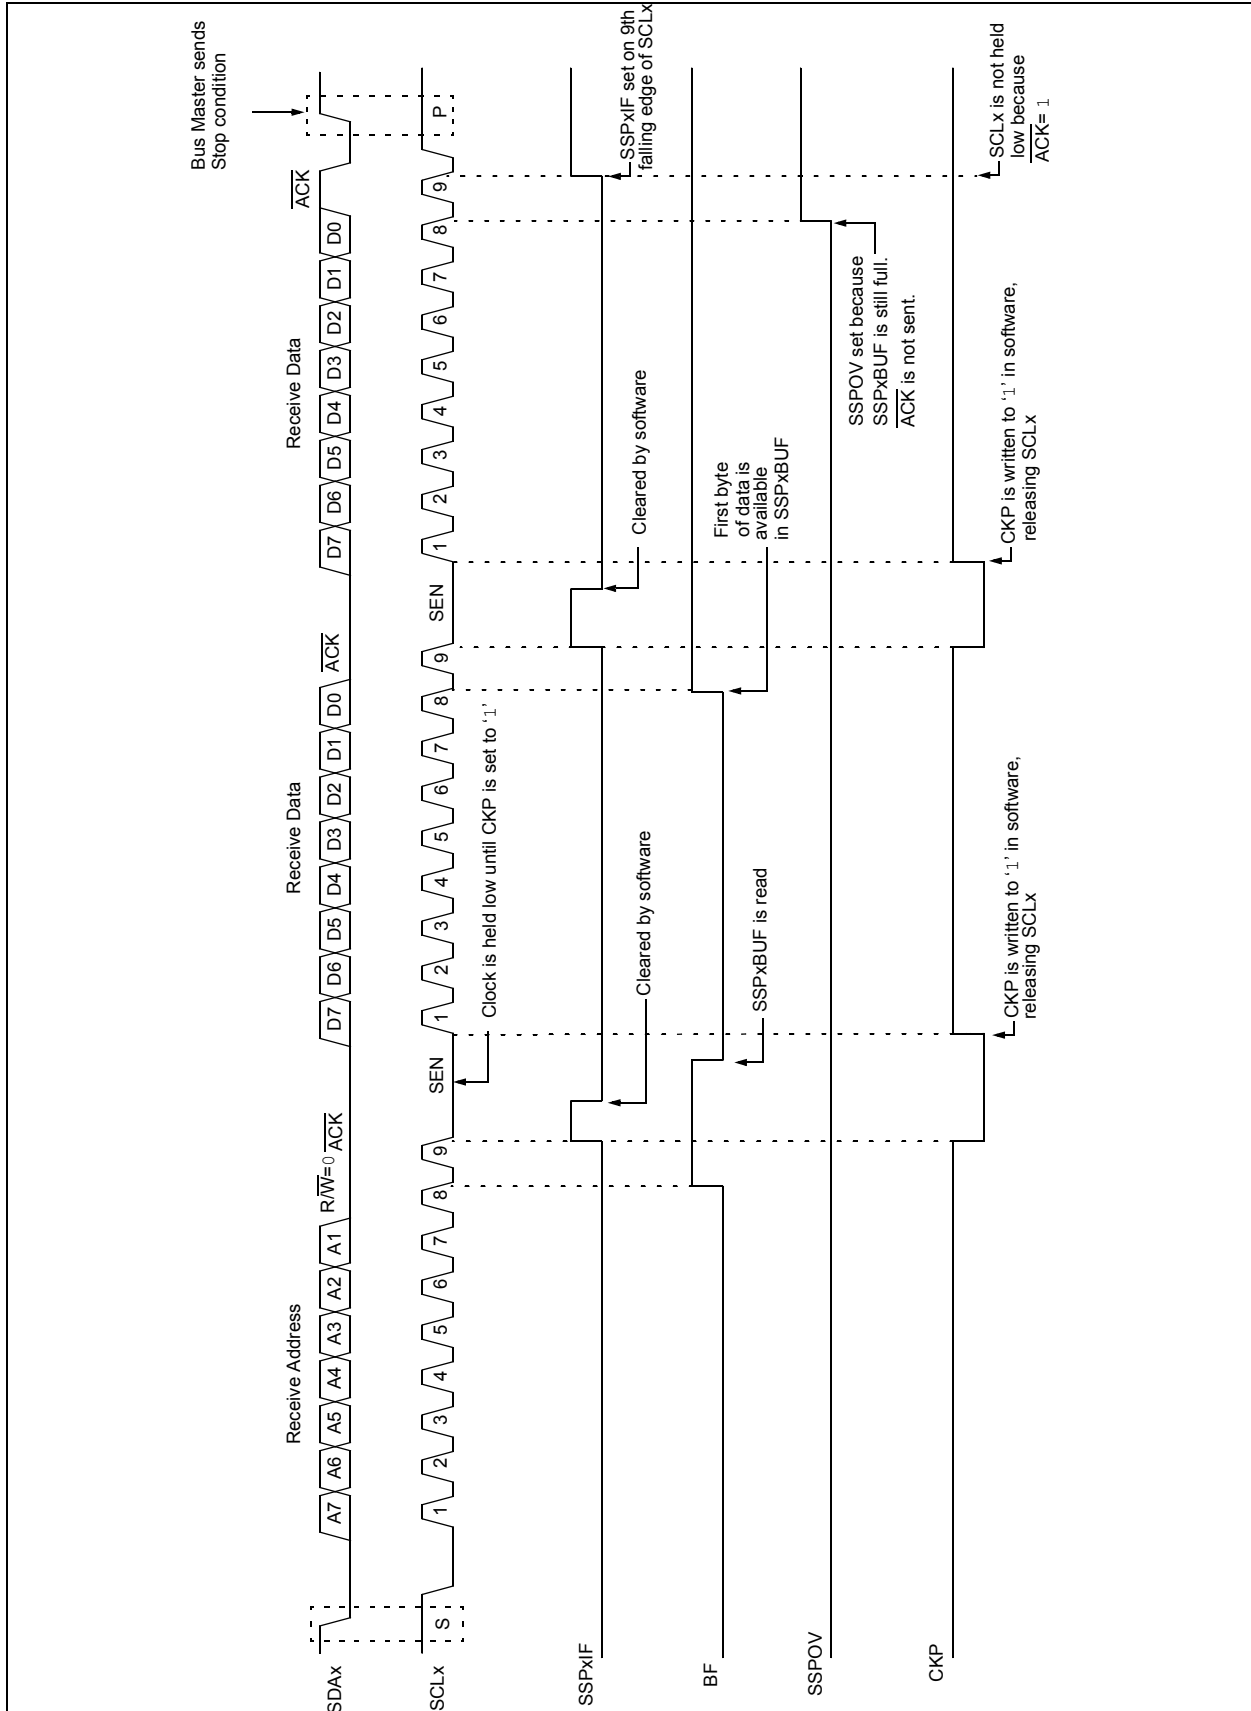 Bus Master sends
Stop condition
Receive Address
Receive Data
Receive Data
SDAx
A7 A6 A5 A4 A3 A2 A1 R/W=0 ACK D7 D6 D5 D4 D3 D2 D1 D0 ACK D7 D6 D5 D4 D3 D2 D1 D0 ACK
SCLx
S 1 2 3 4 5 6 7 8 9 SEN 1 2 3 4 5 6 7 8 9 SEN 1 2 3 4 5 6 7 8 9 P
Clock is held low until CKP is set to ‘1’
SSPxIF
Cleared by software
Cleared by software
SSPxIF set on 9th
falling edge of SCLx
BF
SSPxBUF is read
First byte
of data is
available
in SSPxBUF
SSPOV
SSPOV set because
SSPxBUF is still full.
ACK is not sent.
CKP
CKP is written to ‘1’ in software,
releasing SCLx
CKP is written to ‘1’ in software,
releasing SCLx
SCLx is not held
low because
ACK= 1